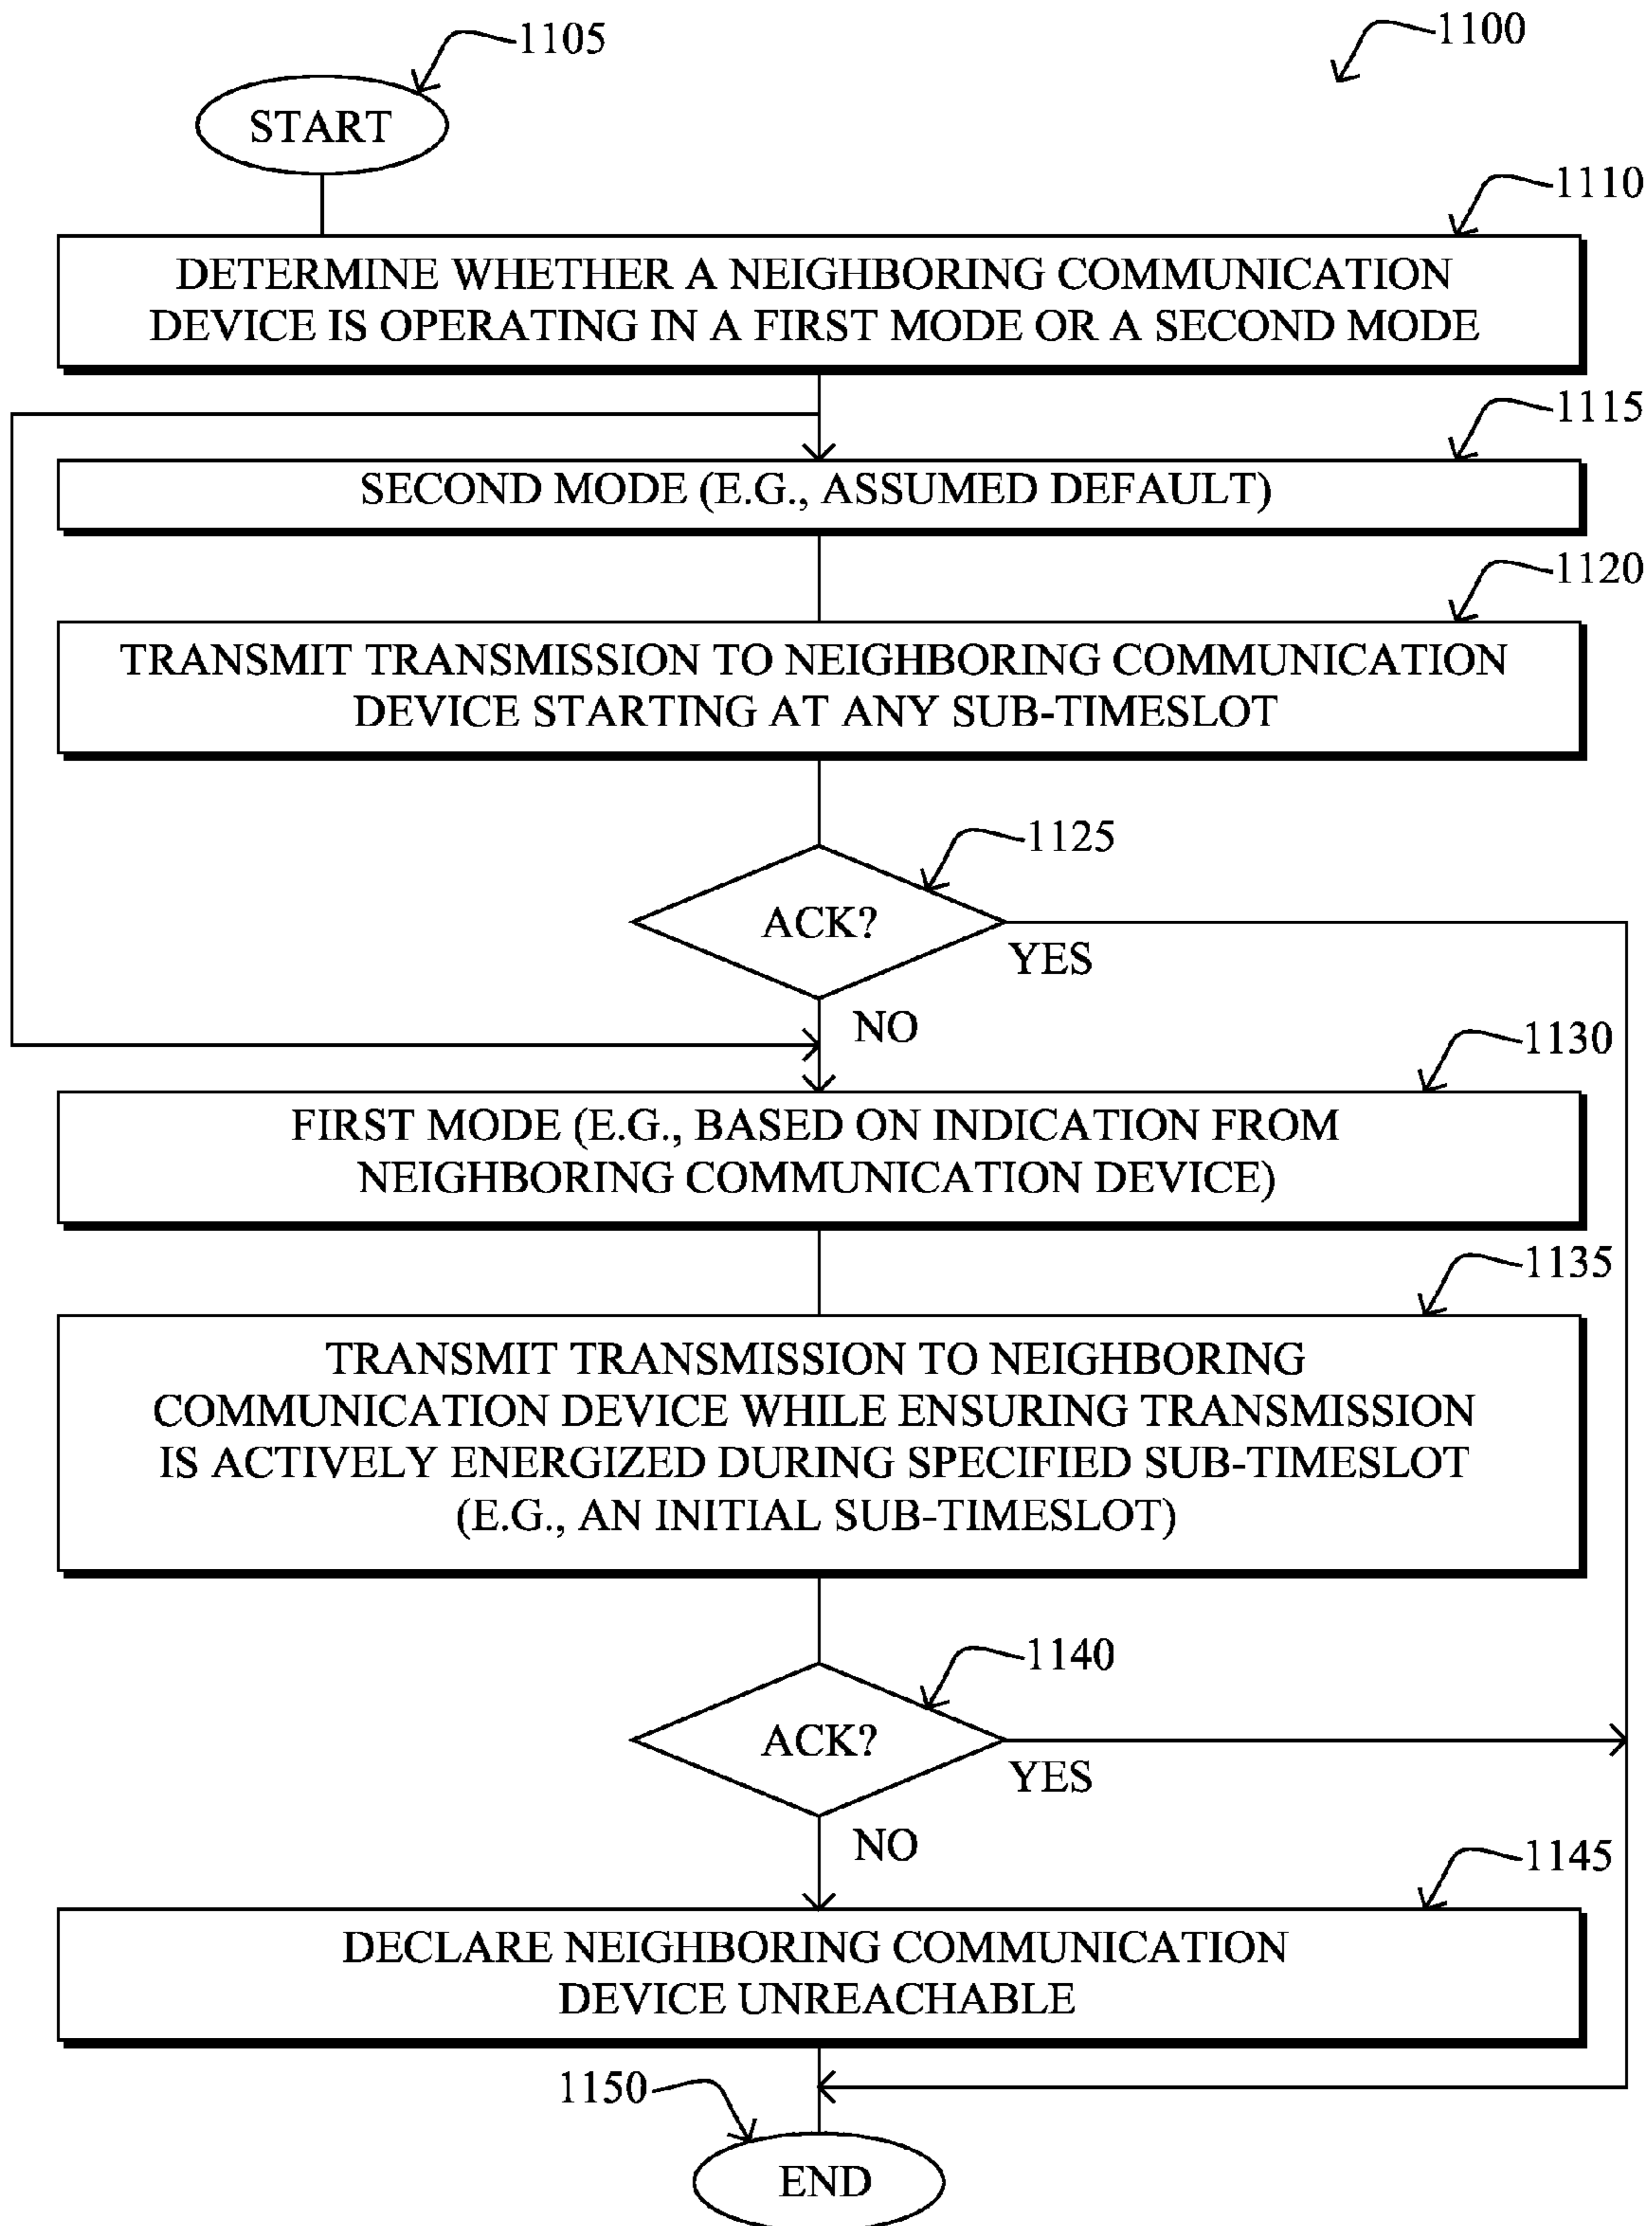 1105
1100
START
1110
DETERMINE WHETHER A NEIGHBORING COMMUNICATION
DEVICE IS OPERATING IN A FIRST MODE OR A SECOND MODE
1115
SECOND MODE (E.G., ASSUMED DEFAULT)
1120
TRANSMIT TRANSMISSION TO NEIGHBORING COMMUNICATION
DEVICE STARTING AT ANY SUB-TIMESLOT
1125
ACK?
YES
NO
1130
FIRST MODE (E.G., BASED ON INDICATION FROM
NEIGHBORING COMMUNICATION DEVICE)
1135
TRANSMIT TRANSMISSION TO NEIGHBORING
COMMUNICATION DEVICE WHILE ENSURING TRANSMISSION
IS ACTIVELY ENERGIZED DURING SPECIFIED SUB-TIMESLOT
(E.G., AN INITIAL SUB-TIMESLOT)
1140
ACK?
YES
NO
1145
DECLARE NEIGHBORING COMMUNICATION
DEVICE UNREACHABLE
1150
END